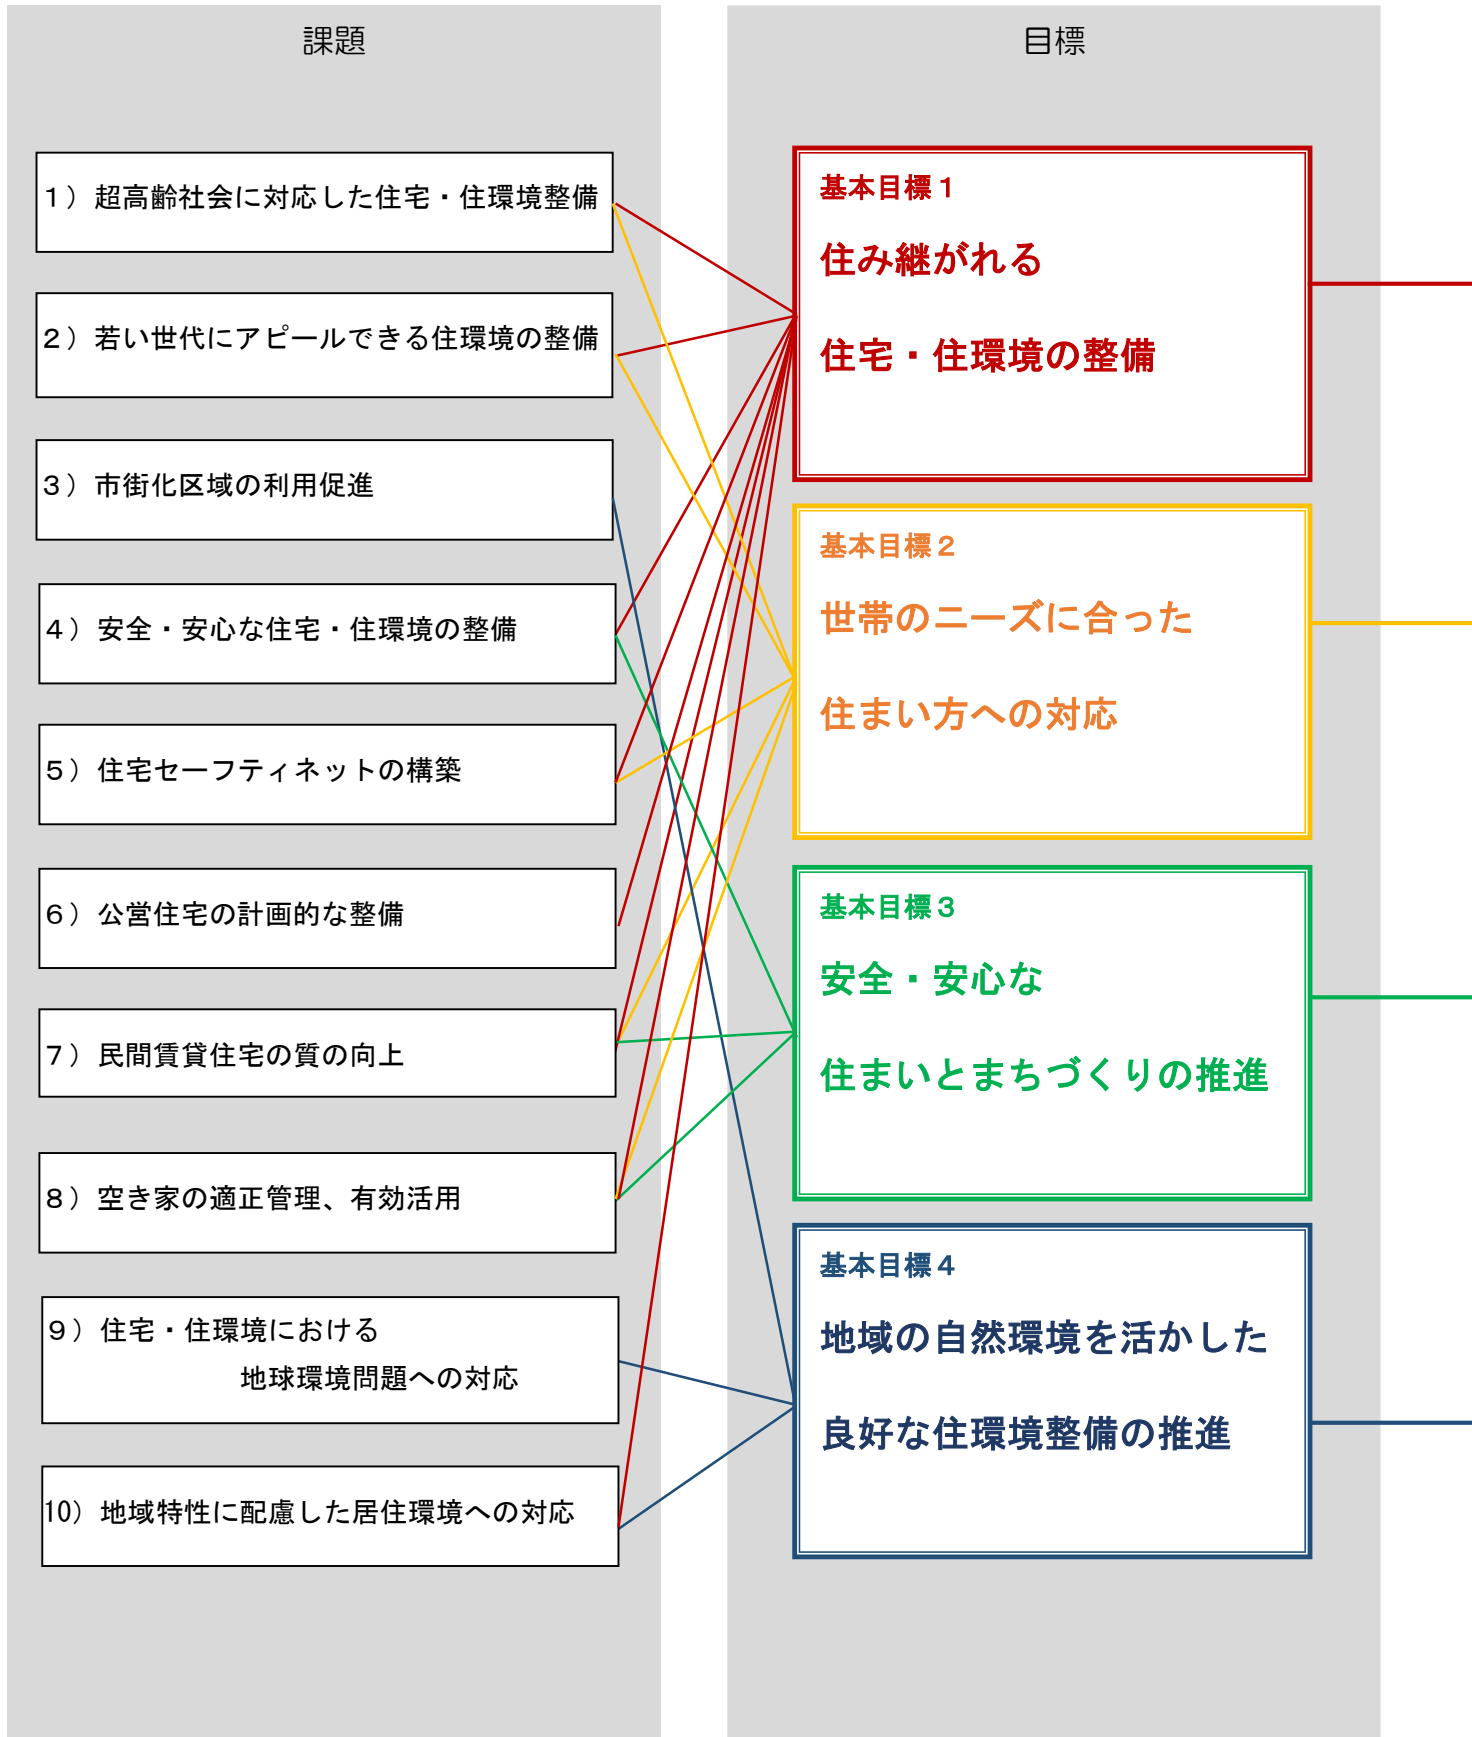 課題
１）超高齢社会に対応した住宅・住環境整備
２）若い世代にアピールできる住環境の整備
３）市街化区域の利用促進
４）安全・安心な住宅・住環境の整備
５）住宅セーフティネットの構築
６）公営住宅の計画的な整備
７）民間賃貸住宅の質の向上
８）空き家の適正管理、有効活用
９）住宅・住環境における
地球環境問題への対応
10）地域特性に配慮した居住環境への対応
目標
基本目標１
住み継がれる
住宅・住環境の整備
基本目標２
世帯のニーズに合った
住まい方への対応
基本目標３
安全・安心な
住まいとまちづくりの推進
基本目標４
地域の自然環境を活かした
良好な住環境整備の推進